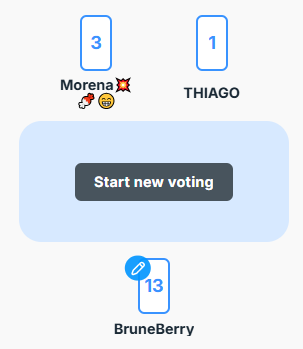 3
1
Morena💥
📌😁
THIAGO
Start new voting
13
BruneBerry